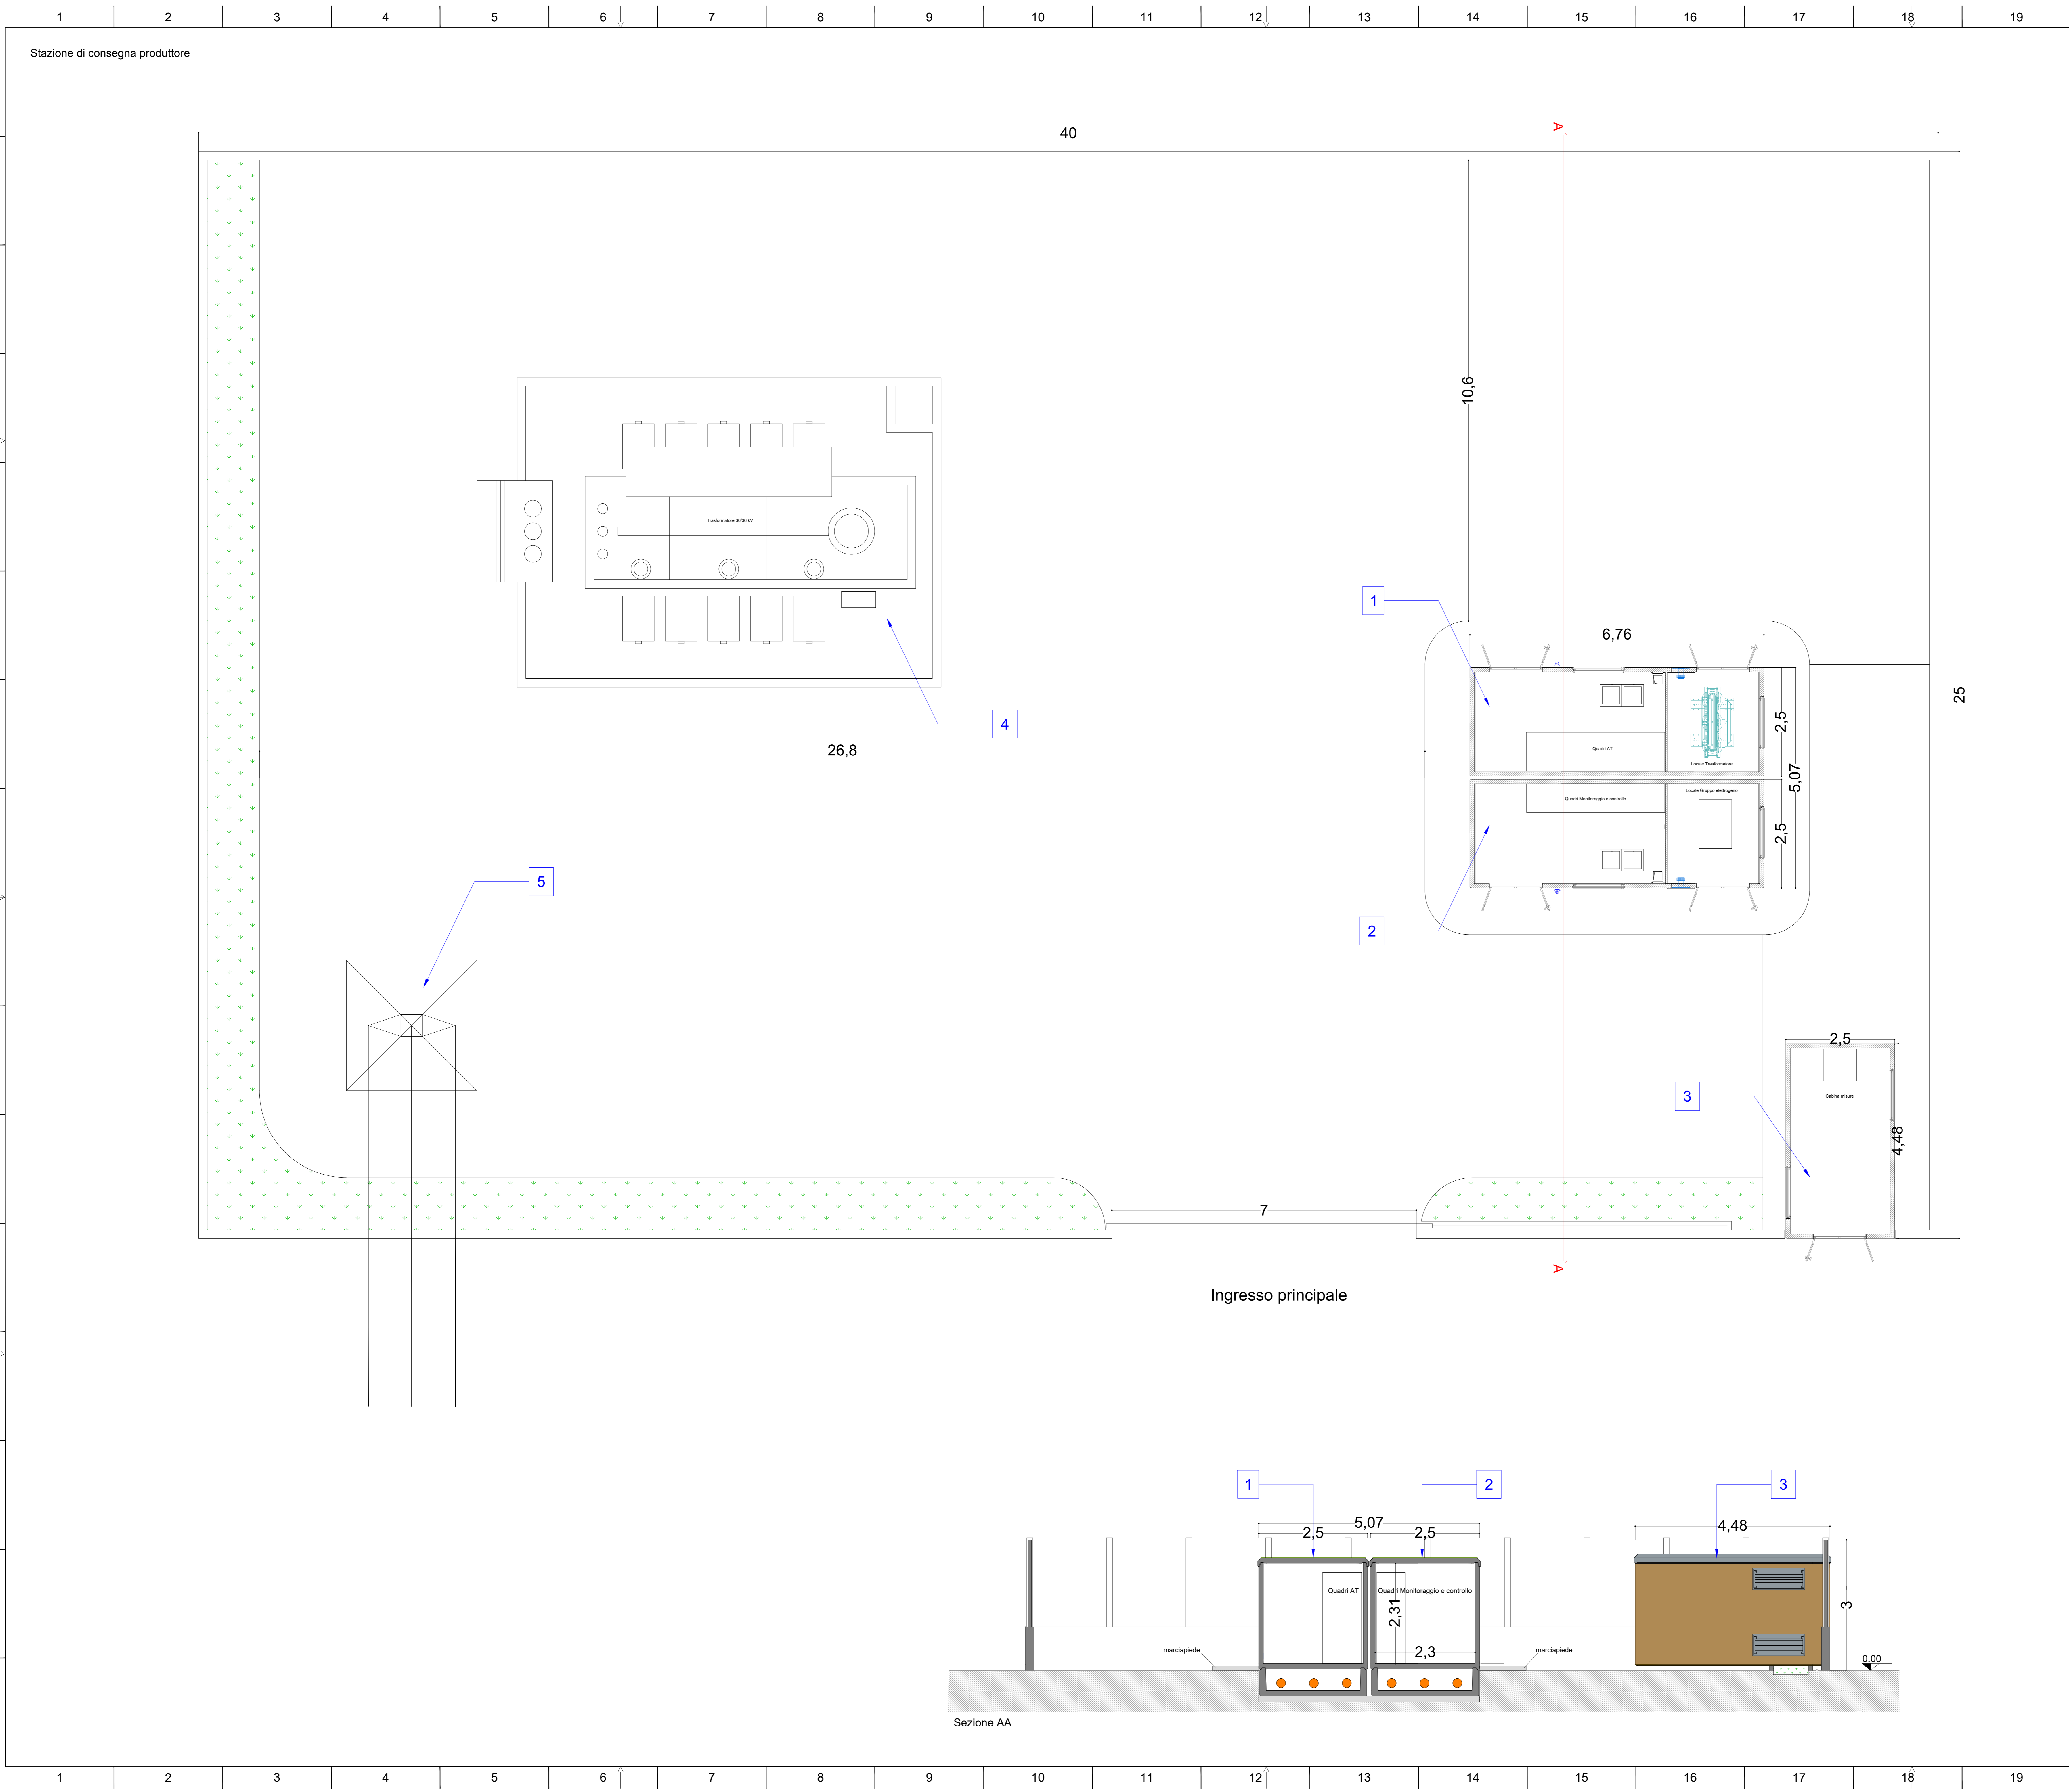 1 2 3 4 5 6 7 8 9 10 11 12 13 14 15 16 17 18 19
Stazione di consegna produttore
40
A
10,6
1
6,76
Trasformatore 30/36 kV
4
26,8
Quadri AT
Locale Trasformatore
2,5
5,07
25
Quadri Monitoraggio e controllo
Locale Gruppo elettrogeno
2,5
5
2
2,5
3
Cabina misure
4,48
7
A
Ingresso principale
1
2
3
5,07
2,5
2,5
4,48
Quadri AT
Quadri Monitoraggio e controllo
2,31
3
marciapiede
2,3
marciapiede
0.00
Sezione AA
1 2 3 4 5 6 7 8 9 10 11 12 13 14 15 16 17 18 19